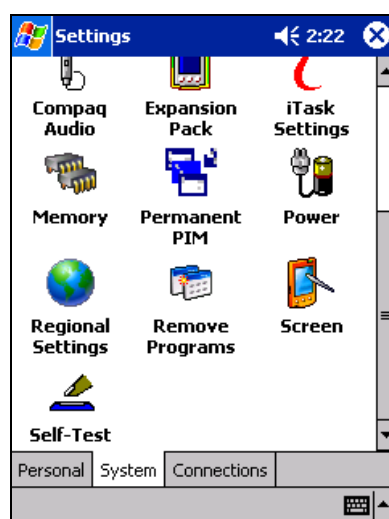 Settings 2:22
Compaq Audio
Expansion Pack
iTask Settings
Memory
Permanent PIM
Power
Regional Settings
Remove Programs
Screen
Self-Test
Personal System Connections